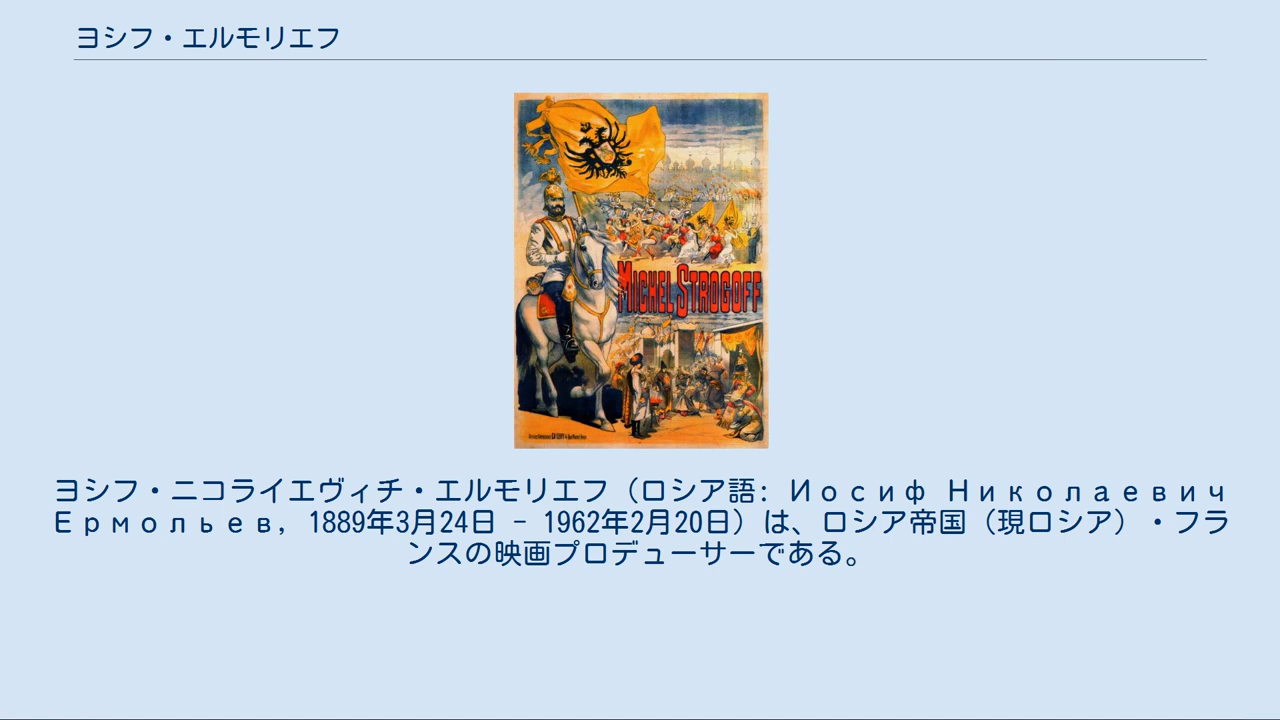 ヨシフ・エルモリエフ
MICHEL STROGOFF
ヨシフ・ニコライエヴィチ・エルモリエフ（ロシア語: Иосиф Николаевич
Ермольев, 1889年3月24日 - 1962年2月20日）は、ロシア帝国（現ロシア）・フラ
ンスの映画プロデューサーである。